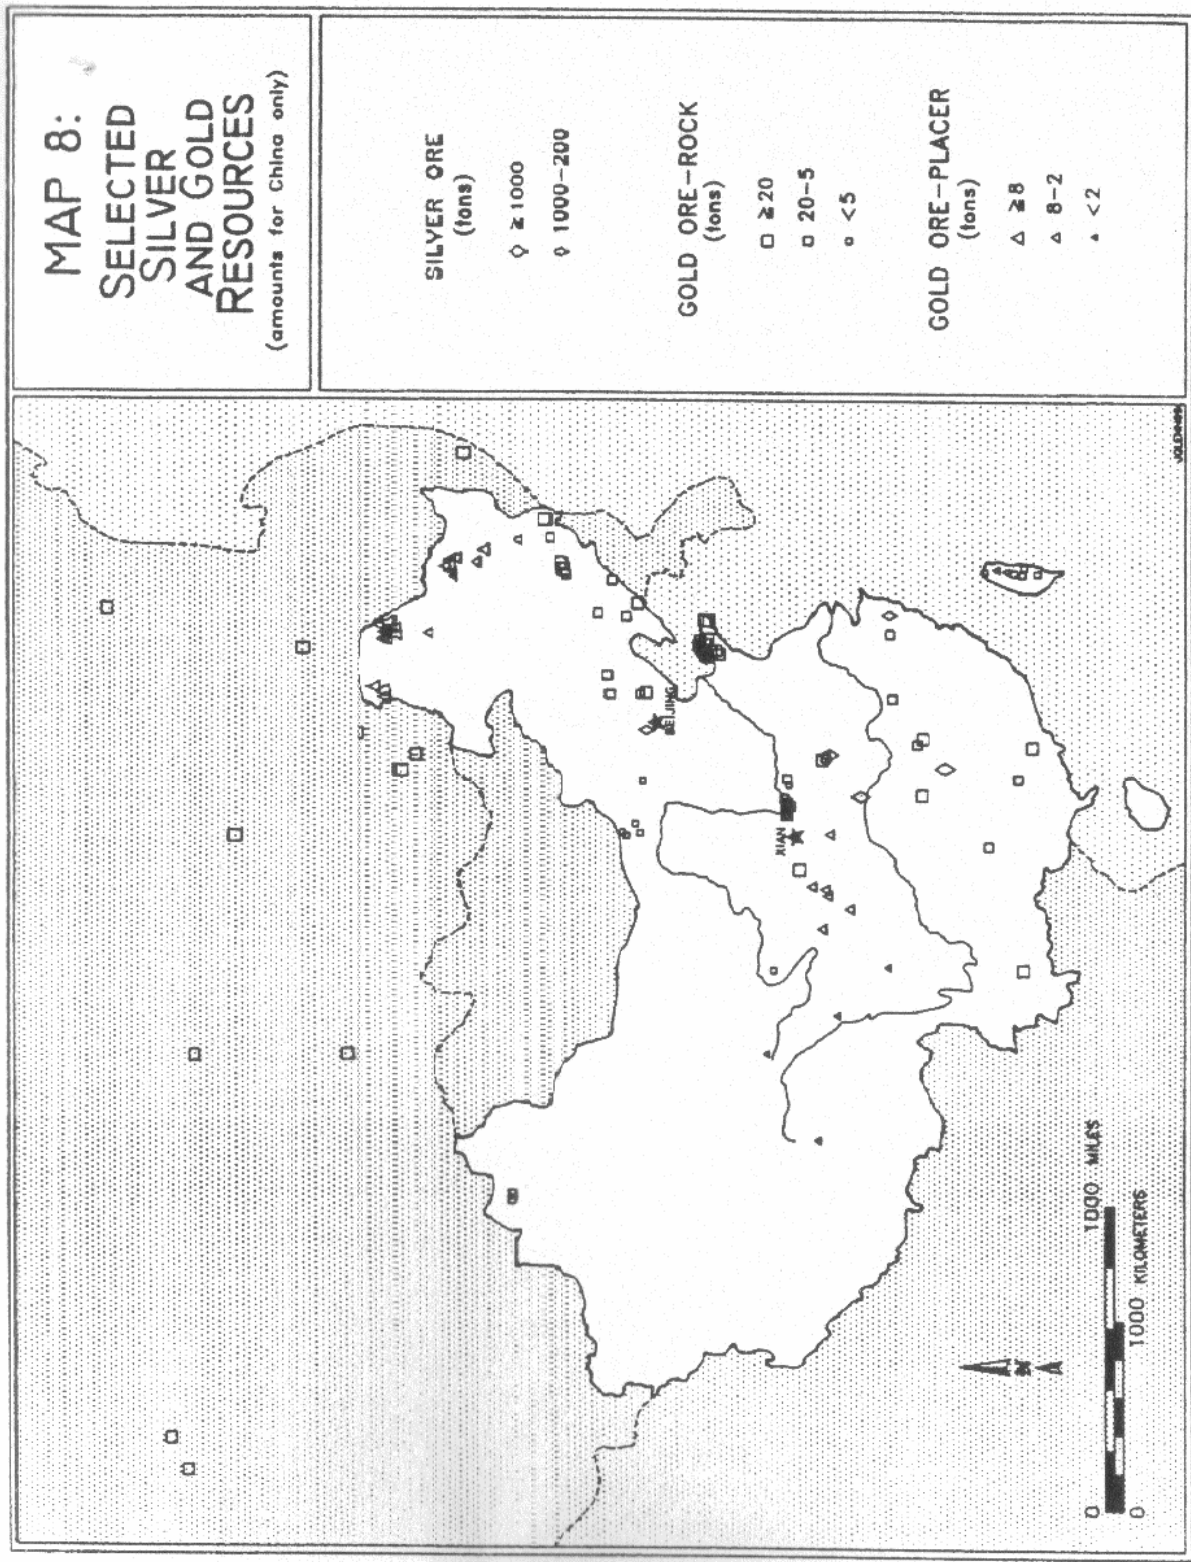 MAP 8:
SELECTED
SILVER
AND GOLD
RESOURCES
(amounts for China only)
SILVER ORE
(tons)
≥1000
1000-200
GOLD ORE-ROCK
(tons)
≥20
20-5
<5
GOLD ORE-PLACER
(tons)
≥8
8-2
<2
BEIJING
XIAN
N
0 1000 MILES
0 1000 KILOMETERS